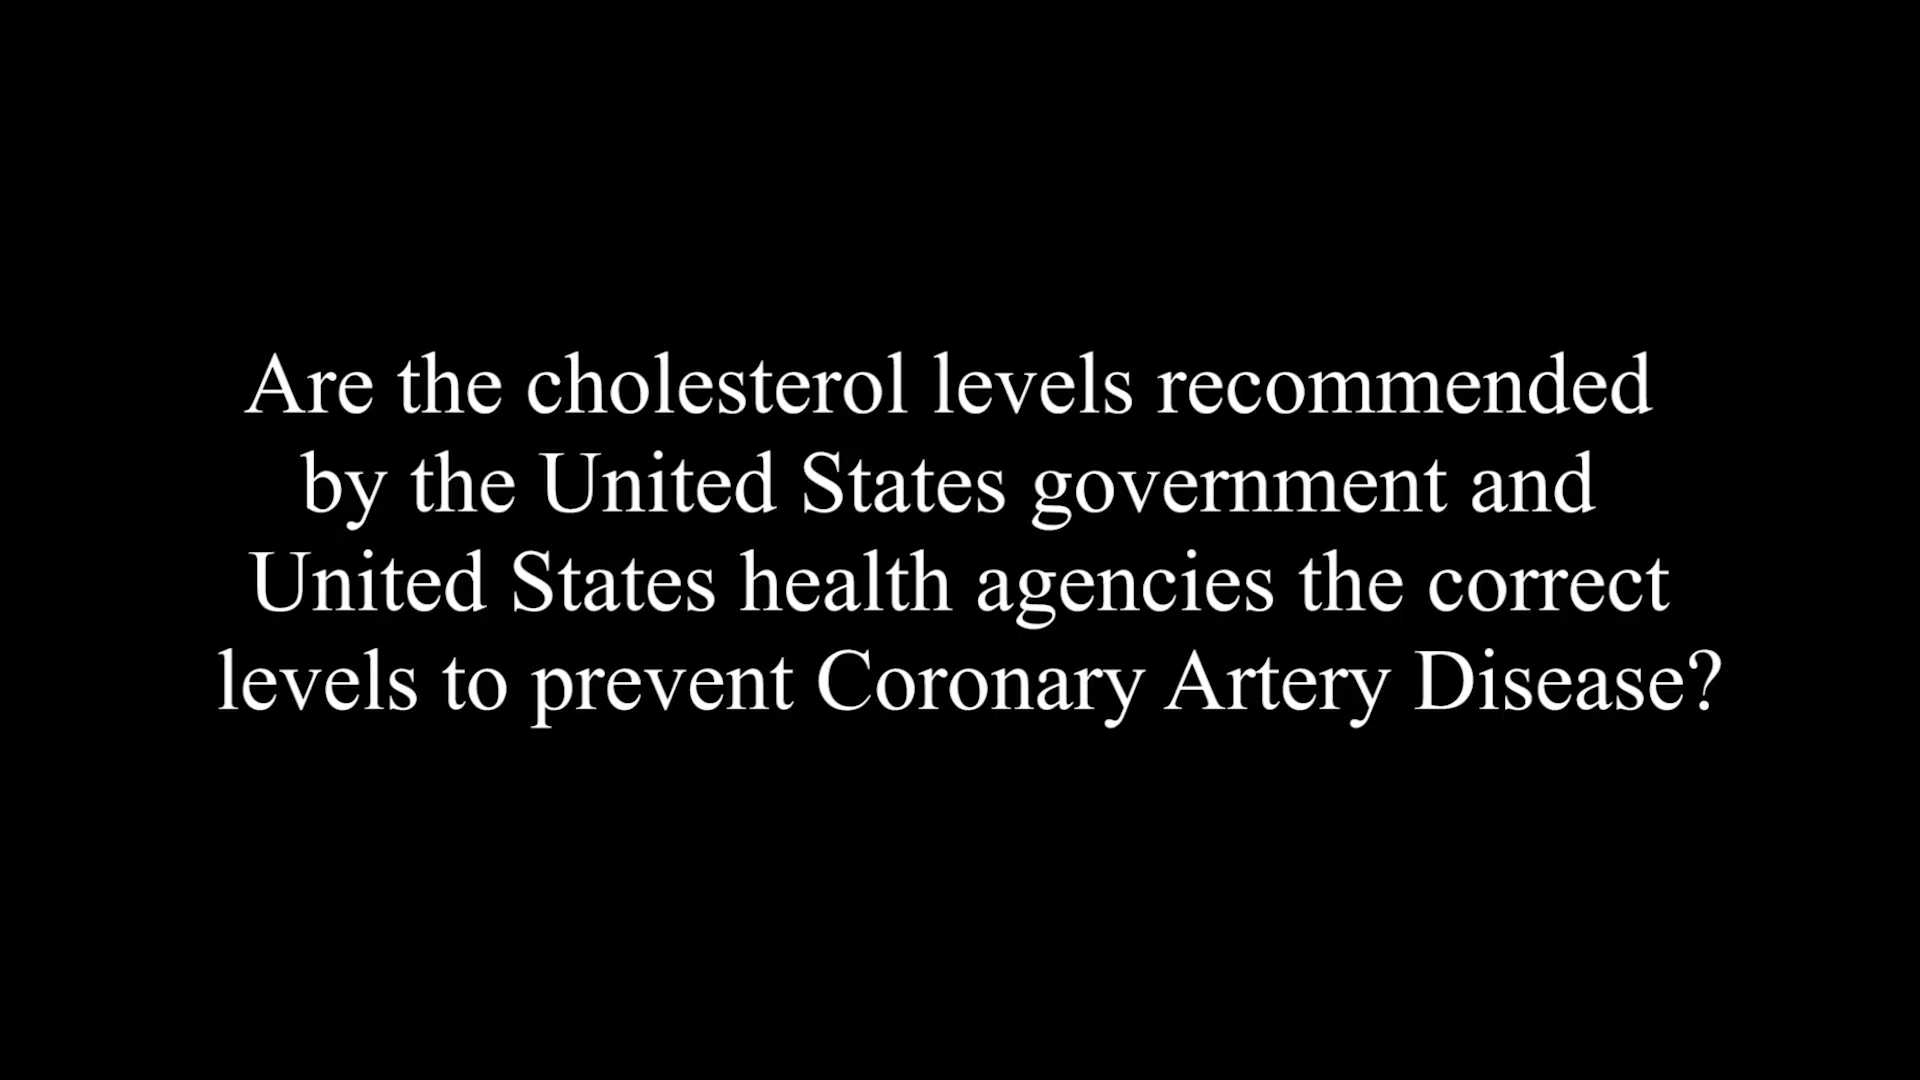 Are the cholesterol levels recommended
by the United States government and
United States health agencies the correct
levels to prevent Coronary Artery Disease?